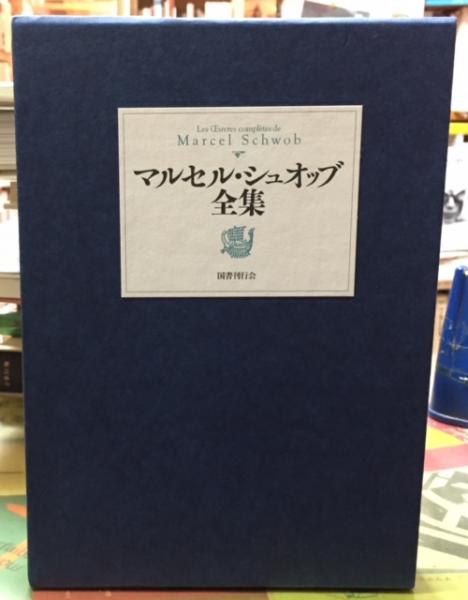 Les Œuvres complètes de
Marcel Schwob
マルセル・シュオッブ
全集
国書刊行会